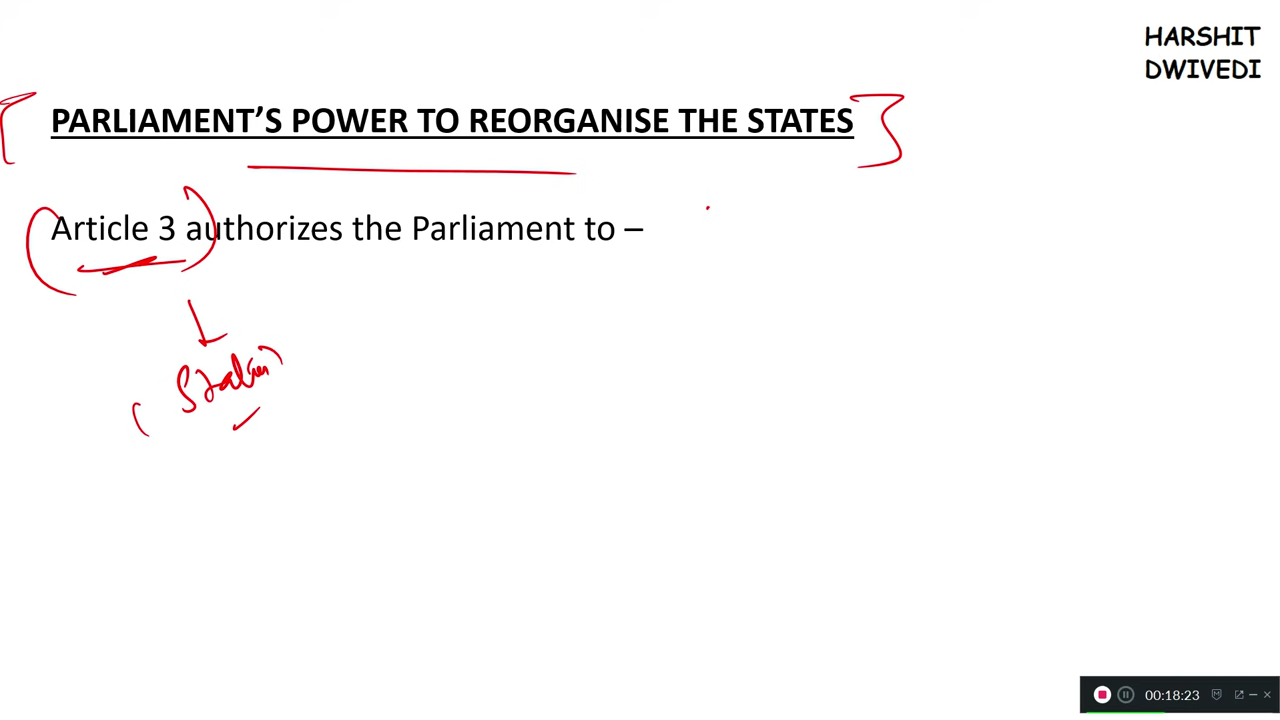 HARSHIT
DWIVEDI
PARLIAMENT'S POWER TO REORGANISE THE STATES
Article 3 authorizes the Parliament to –
00:18:23